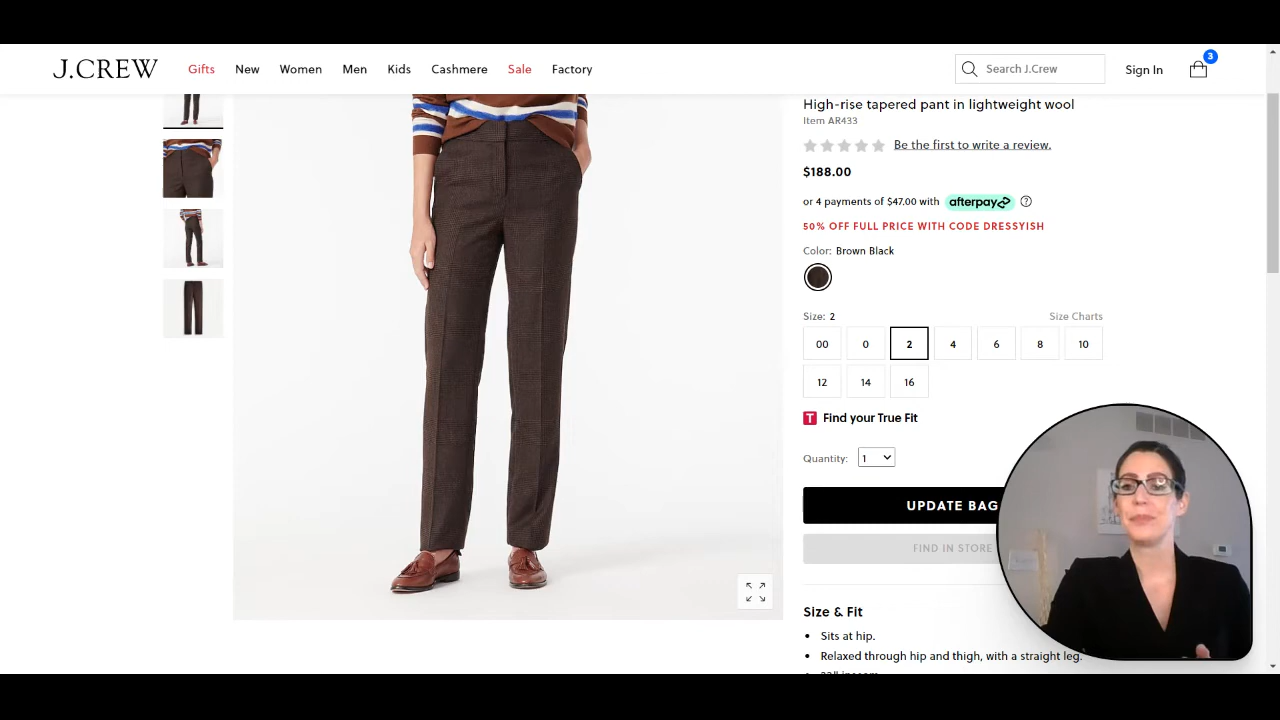 J.CREW
Gifts New Women Men Kids Cashmere Sale Factory
Search J.Crew
Sign In
3
High-rise tapered pant in lightweight wool
Item AR433
Be the first to write a review.
$188.00
or 4 payments of $47.00 with afterpay
50% OFF FULL PRICE WITH CODE DRESSYISH
Color: Brown Black
Size: 2 Size Charts
00 0 2 4 6 8 10
12 14 16
T Find your True Fit
Quantity: 1
UPDATE BAG
FIND IN STORE
Size & Fit
• Sits at hip.
• Relaxed through hip and thigh, with a straight leg.